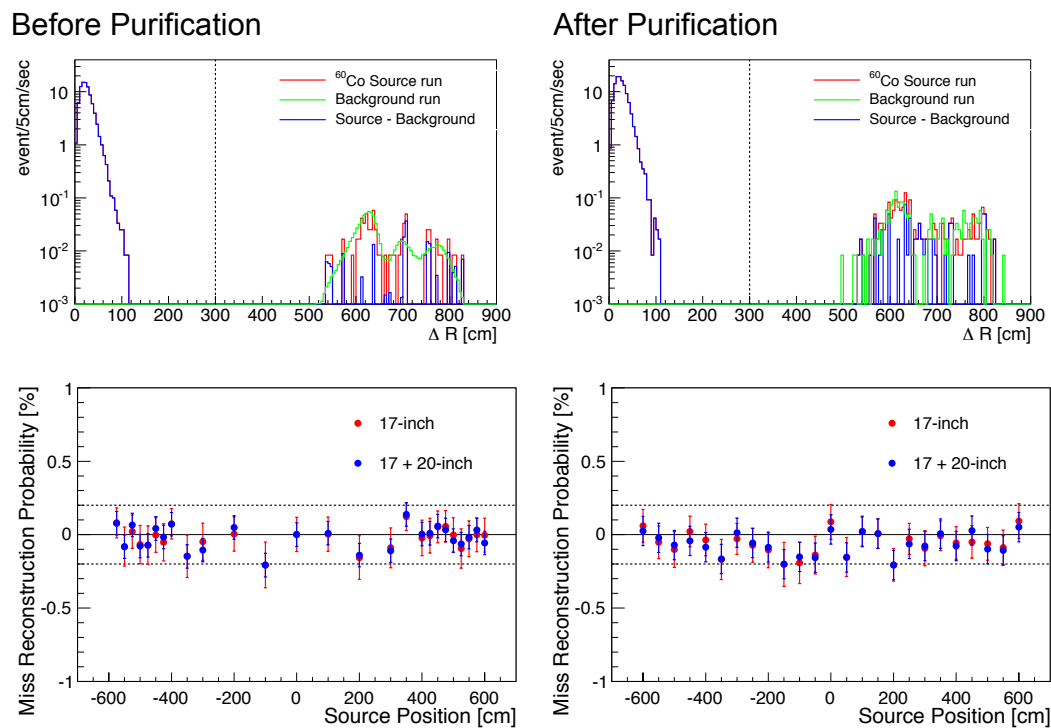 Before Purification
After Purification
event/5cm/sec
10
1
10⁻¹
10⁻²
10⁻³
⁶⁰Co Source run
Background run
Source - Background
0 100 200 300 400 500 600 700 800 900
Δ R [cm]
event/5cm/sec
10
1
10⁻¹
10⁻²
10⁻³
⁶⁰Co Source run
Background run
Source - Background
0 100 200 300 400 500 600 700 800 900
Δ R [cm]
Miss Reconstruction Probability [%]
1
0.5
0
-0.5
-1
17-inch
17 + 20-inch
-600 -400 -200 0 200 400 600
Source Position [cm]
Miss Reconstruction Probability [%]
1
0.5
0
-0.5
-1
17-inch
17 + 20-inch
-600 -400 -200 0 200 400 600
Source Position [cm]